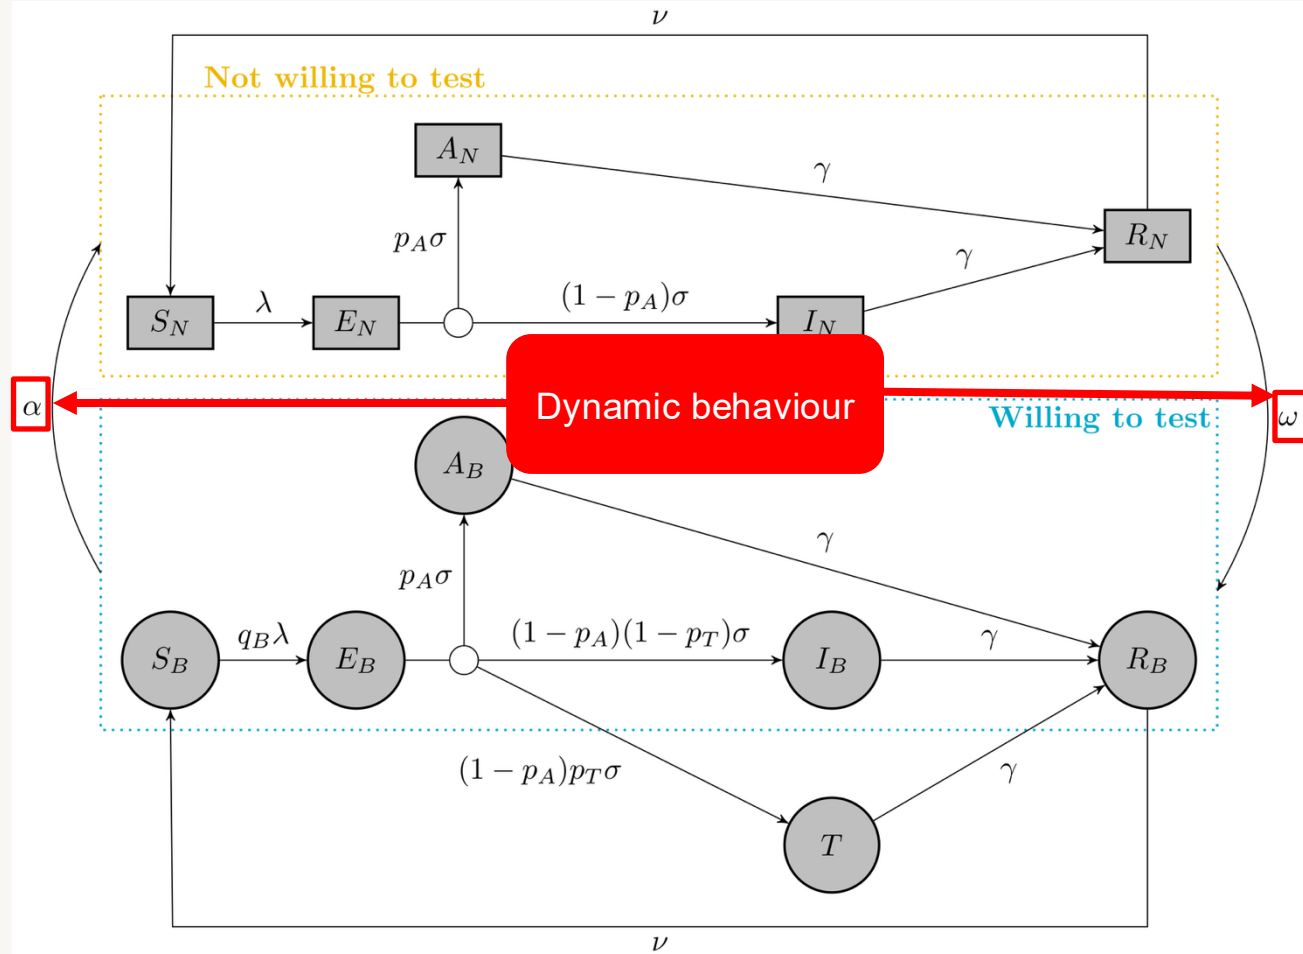 ν
Not willing to test
A_N
γ
R_N
p_Aσ
γ
S_N
λ
E_N
(1 − p_A)σ
I_N
α
Dynamic behaviour
ω
Willing to test
A_B
γ
p_Aσ
S_B
q_Bλ
E_B
(1 − p_A)(1 − p_T)σ
I_B
γ
R_B
(1 − p_A)p_Tσ
γ
T
ν